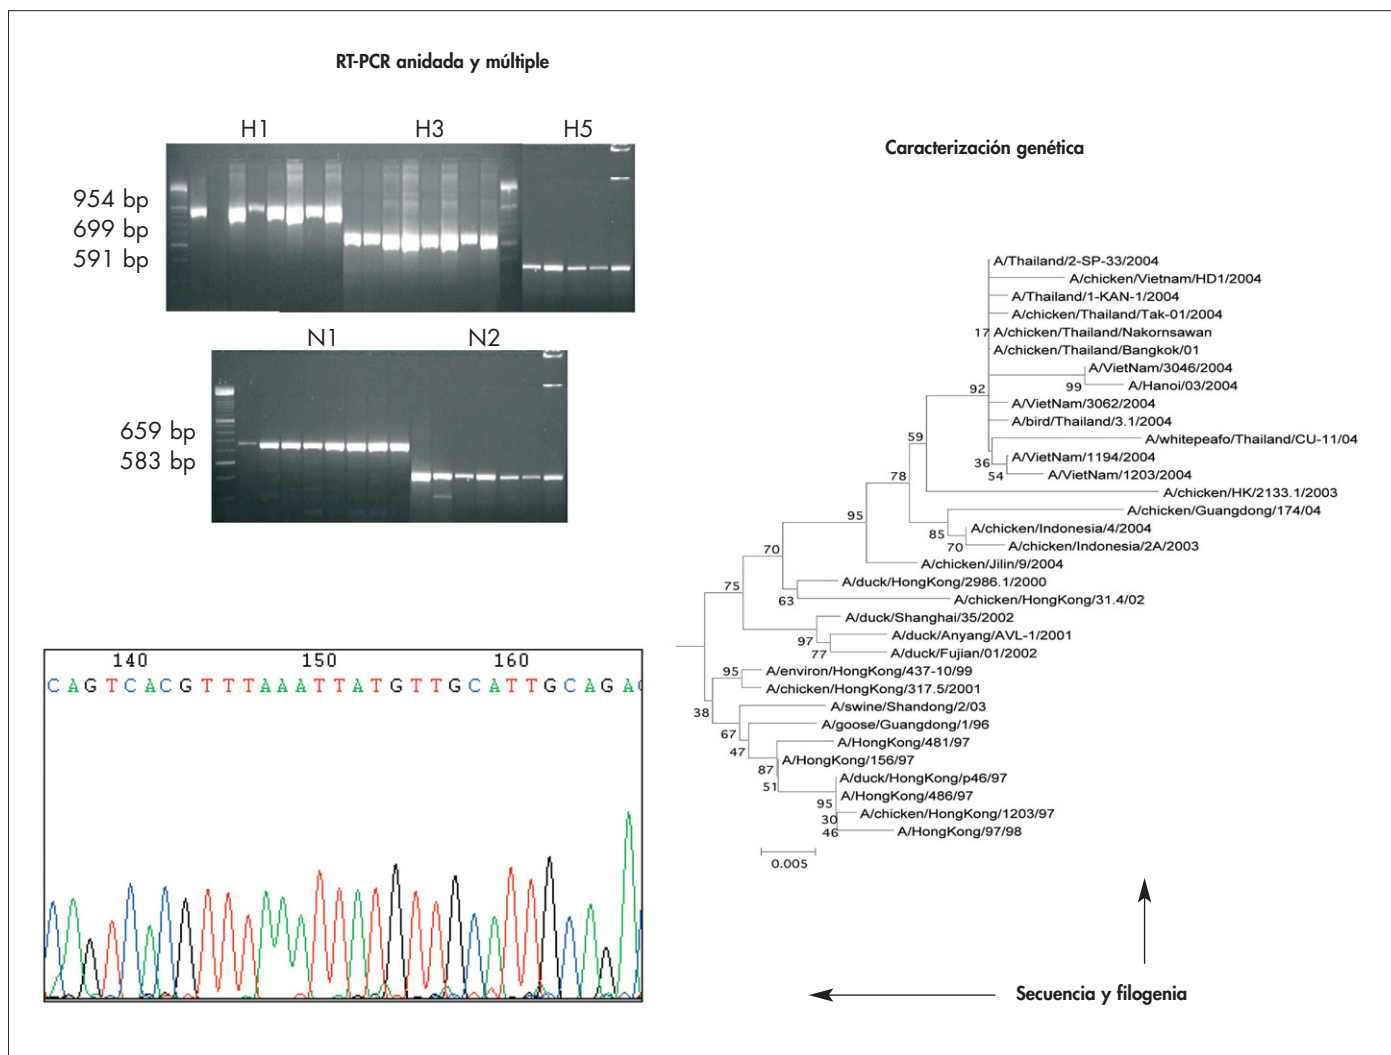 RT-PCR anidada y múltiple
H1 H3 H5
954 bp
699 bp
591 bp
N1 N2
659 bp
583 bp
140 150 160
CAGTCACGTTTAAATTATGTTGCATTGCAGAC
Caracterización genética
A/Thailand/2-SP-33/2004
A/chicken/Vietnam/HD1/2004
A/Thailand/1-KAN-1/2004
A/chicken/Thailand/Tak-01/2004
17 A/chicken/Thailand/Nakornsawan
A/chicken/Thailand/Bangkok/01
A/VietNam/3046/2004
99 A/Hanoi/03/2004
92
A/VietNam/3062/2004
A/bird/Thailand/3.1/2004
59
A/whitepeafo/Thailand/CU-11/04
A/VietNam/1194/2004
36
54 A/VietNam/1203/2004
78
A/chicken/HK/2133.1/2003
A/chicken/Guangdong/174/04
95
A/chicken/Indonesia/4/2004
85
70 A/chicken/Indonesia/2A/2003
70
A/chicken/Jilin/9/2004
A/duck/HongKong/2986.1/2000
75
63 A/chicken/HongKong/31.4/02
A/duck/Shanghai/35/2002
A/duck/Anyang/AVL-1/2001
97
77 A/duck/Fujian/01/2002
95 A/environ/HongKong/437-10/99
A/chicken/HongKong/317.5/2001
A/swine/Shandong/2/03
38
A/goose/Guangdong/1/96
67
A/HongKong/481/97
47
A/HongKong/156/97
87
A/duck/HongKong/p46/97
51
A/HongKong/486/97
95
A/chicken/HongKong/1203/97
30
46 A/HongKong/97/98
0.005
Secuencia y filogenia